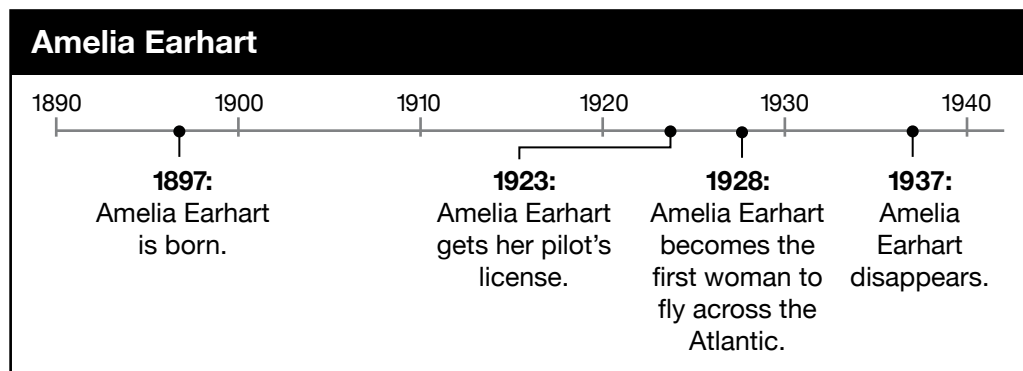 Amelia Earhart
1890 1900 1910 1920 1930 1940
1897:
Amelia Earhart
is born.
1923:
Amelia Earhart
gets her pilot’s
license.
1928:
Amelia Earhart
becomes the
first woman to
fly across the
Atlantic.
1937:
Amelia
Earhart
disappears.